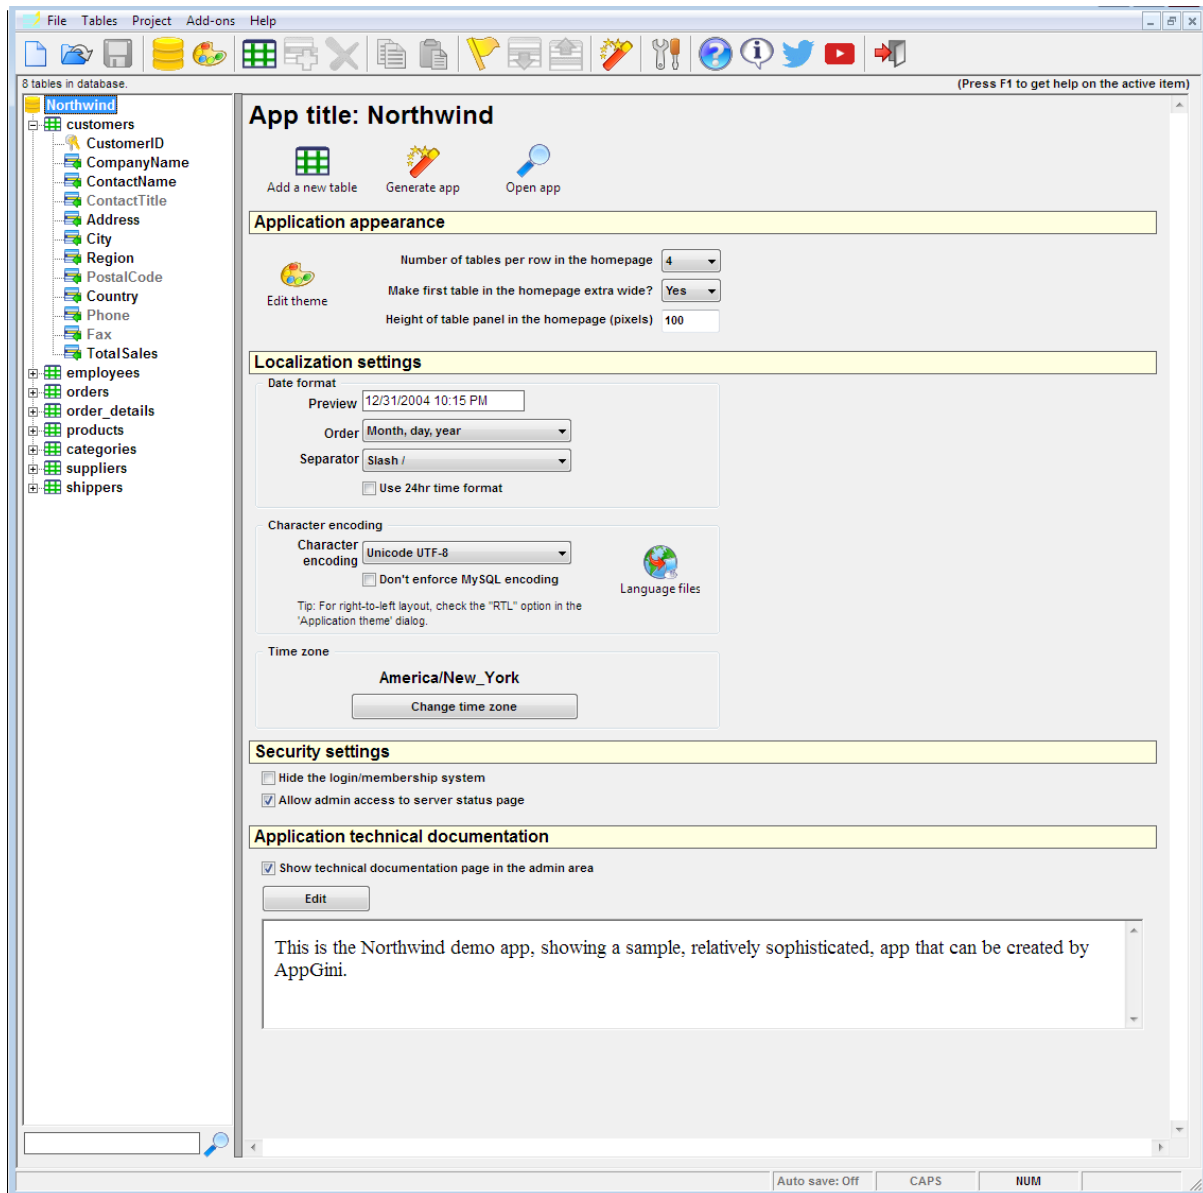 File Tables Project Add-ons Help
8 tables in database.
(Press F1 to get help on the active item)
Northwind
customers
CustomerID
CompanyName
ContactName
ContactTitle
Address
City
Region
PostalCode
Country
Phone
Fax
TotalSales
employees
orders
order_details
products
categories
suppliers
shippers
App title: Northwind
Add a new table Generate app Open app
Application appearance
Edit theme
Number of tables per row in the homepage 4
Make first table in the homepage extra wide? Yes
Height of table panel in the homepage (pixels) 100
Localization settings
Date format
Preview 12/31/2004 10:15 PM
Order Month, day, year
Separator Slash /
Use 24hr time format
Character encoding
Character
encoding Unicode UTF-8
Don't enforce MySQL encoding
Language files
Tip: For right-to-left layout, check the "RTL" option in the
'Application theme' dialog.
Time zone
America/New_York
Change time zone
Security settings
Hide the login/membership system
Allow admin access to server status page
Application technical documentation
Show technical documentation page in the admin area
Edit
This is the Northwind demo app, showing a sample, relatively sophisticated, app that can be created by
AppGini.
Auto save: Off CAPS NUM